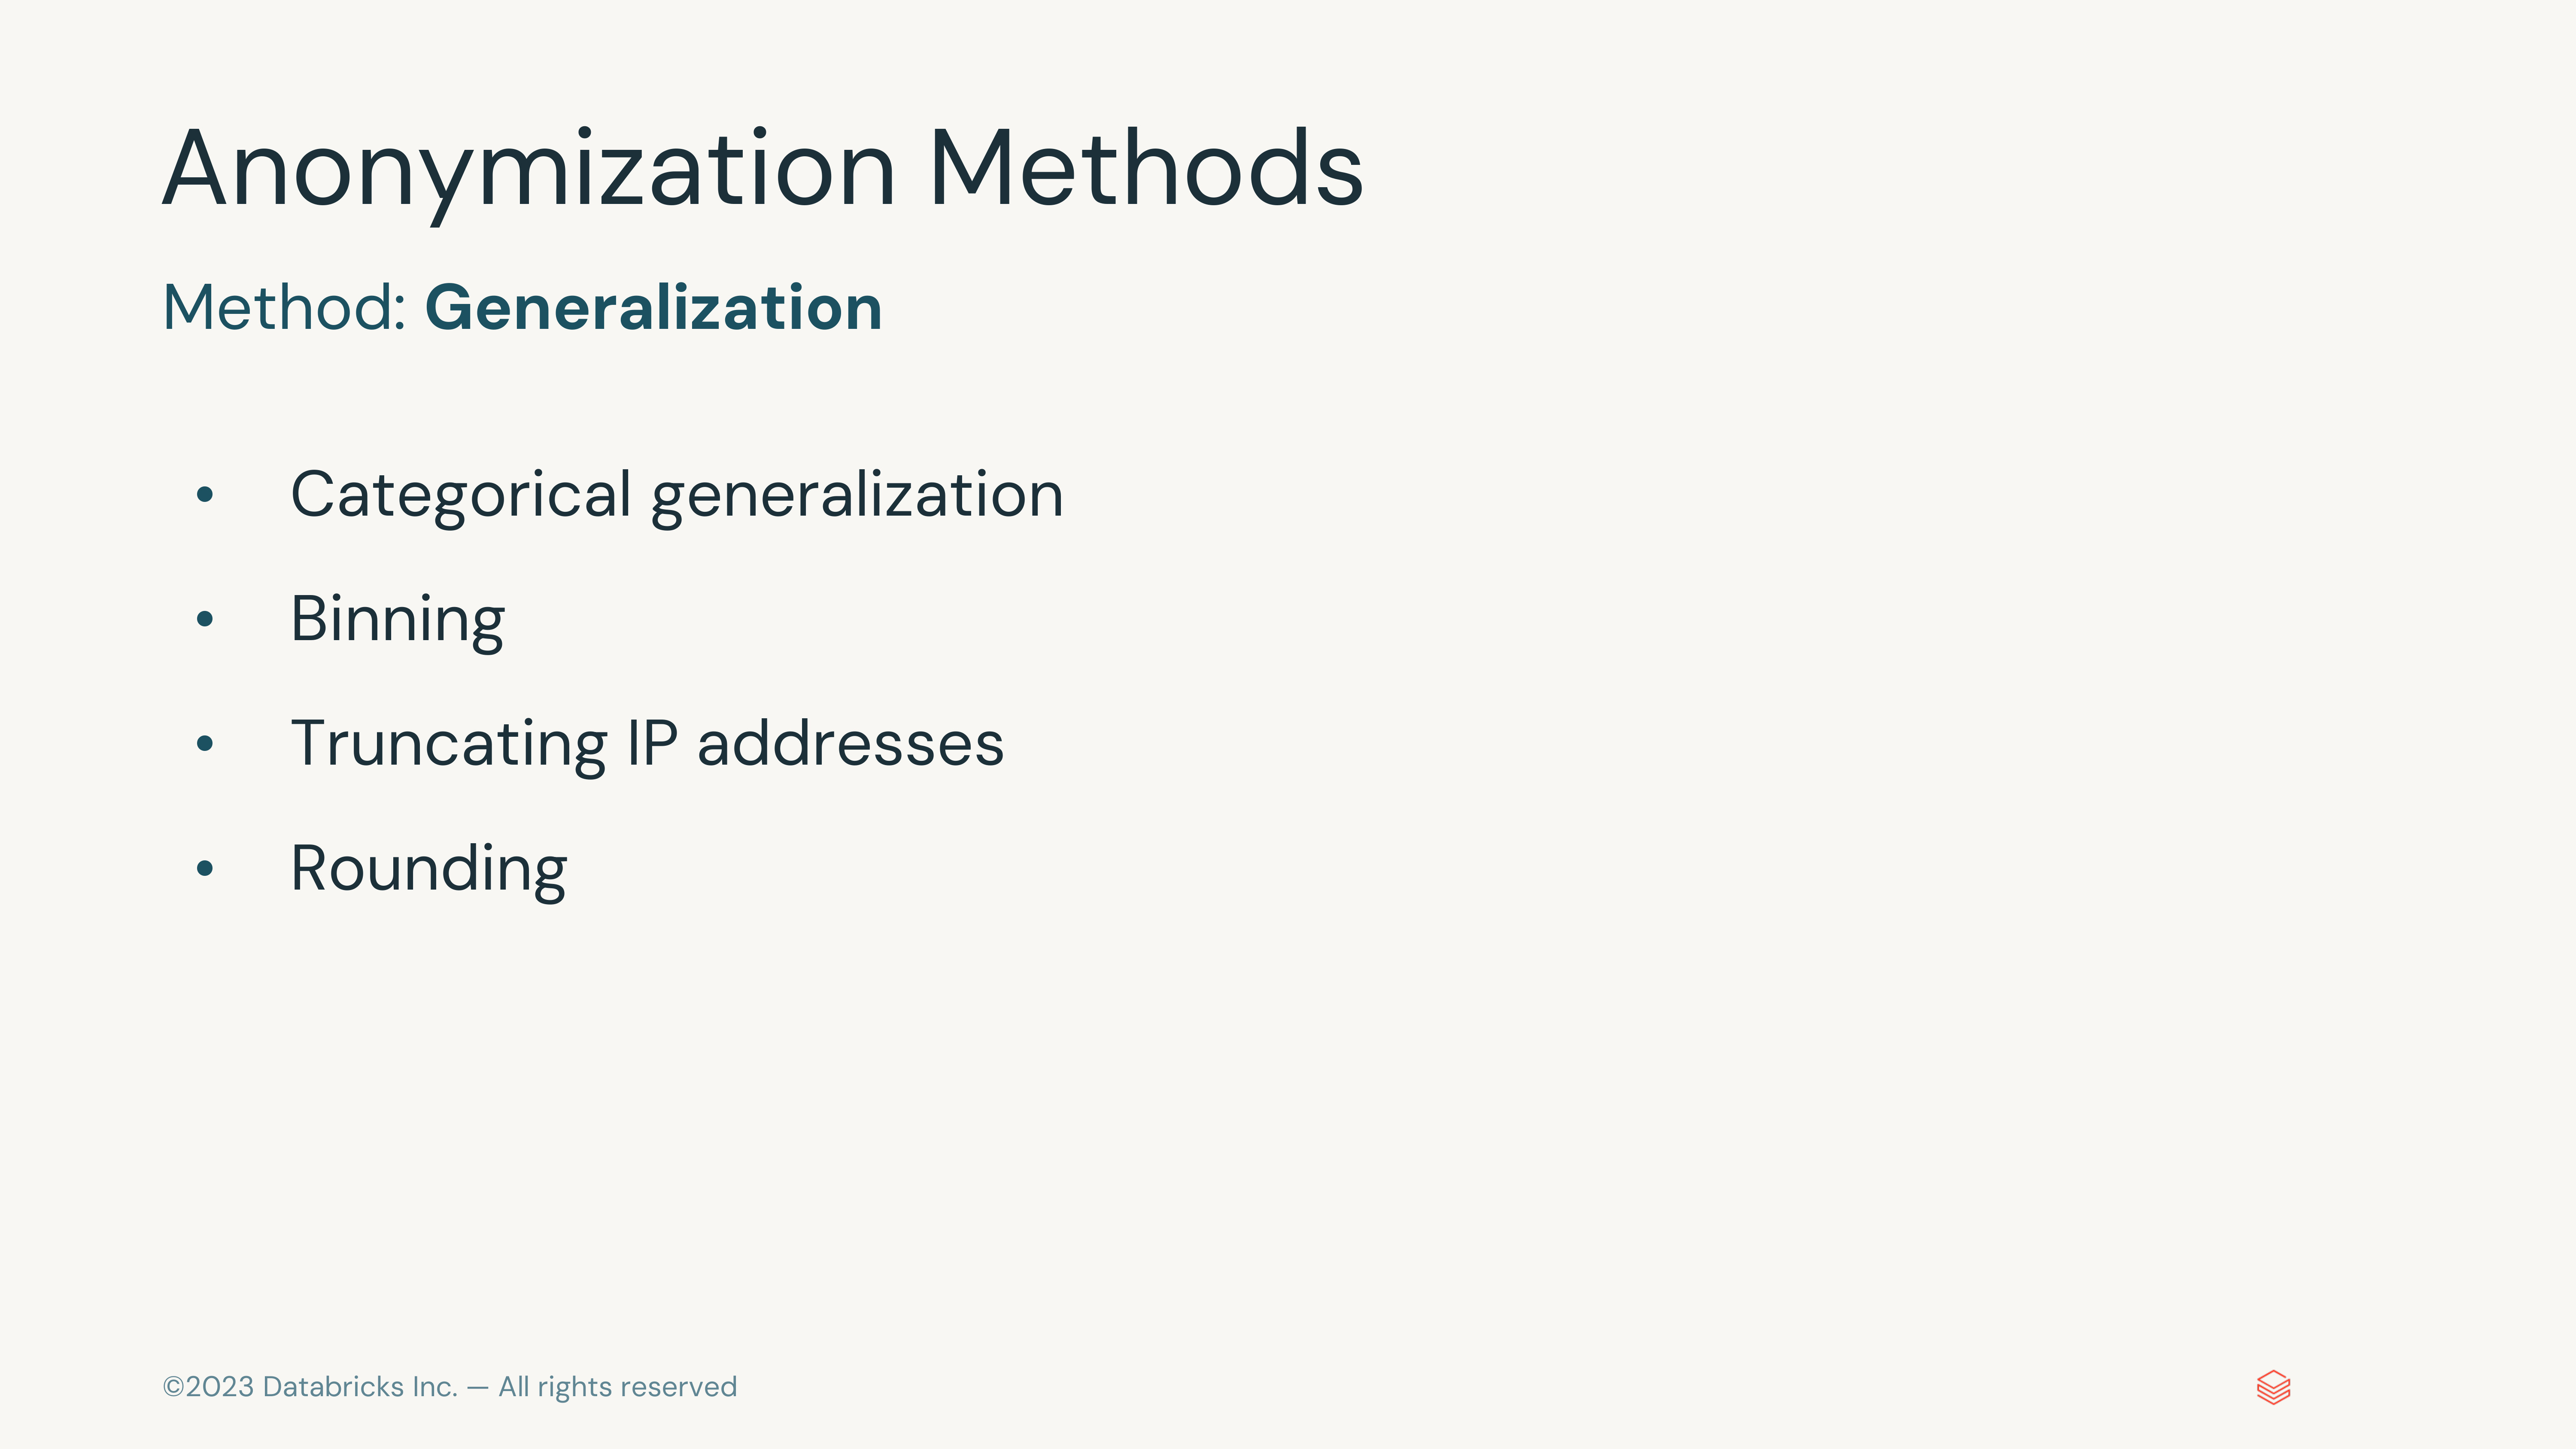 Anonymization Methods
Method: Generalization
• Categorical generalization
• Binning
• Truncating IP addresses
• Rounding
©2023 Databricks Inc. — All rights reserved